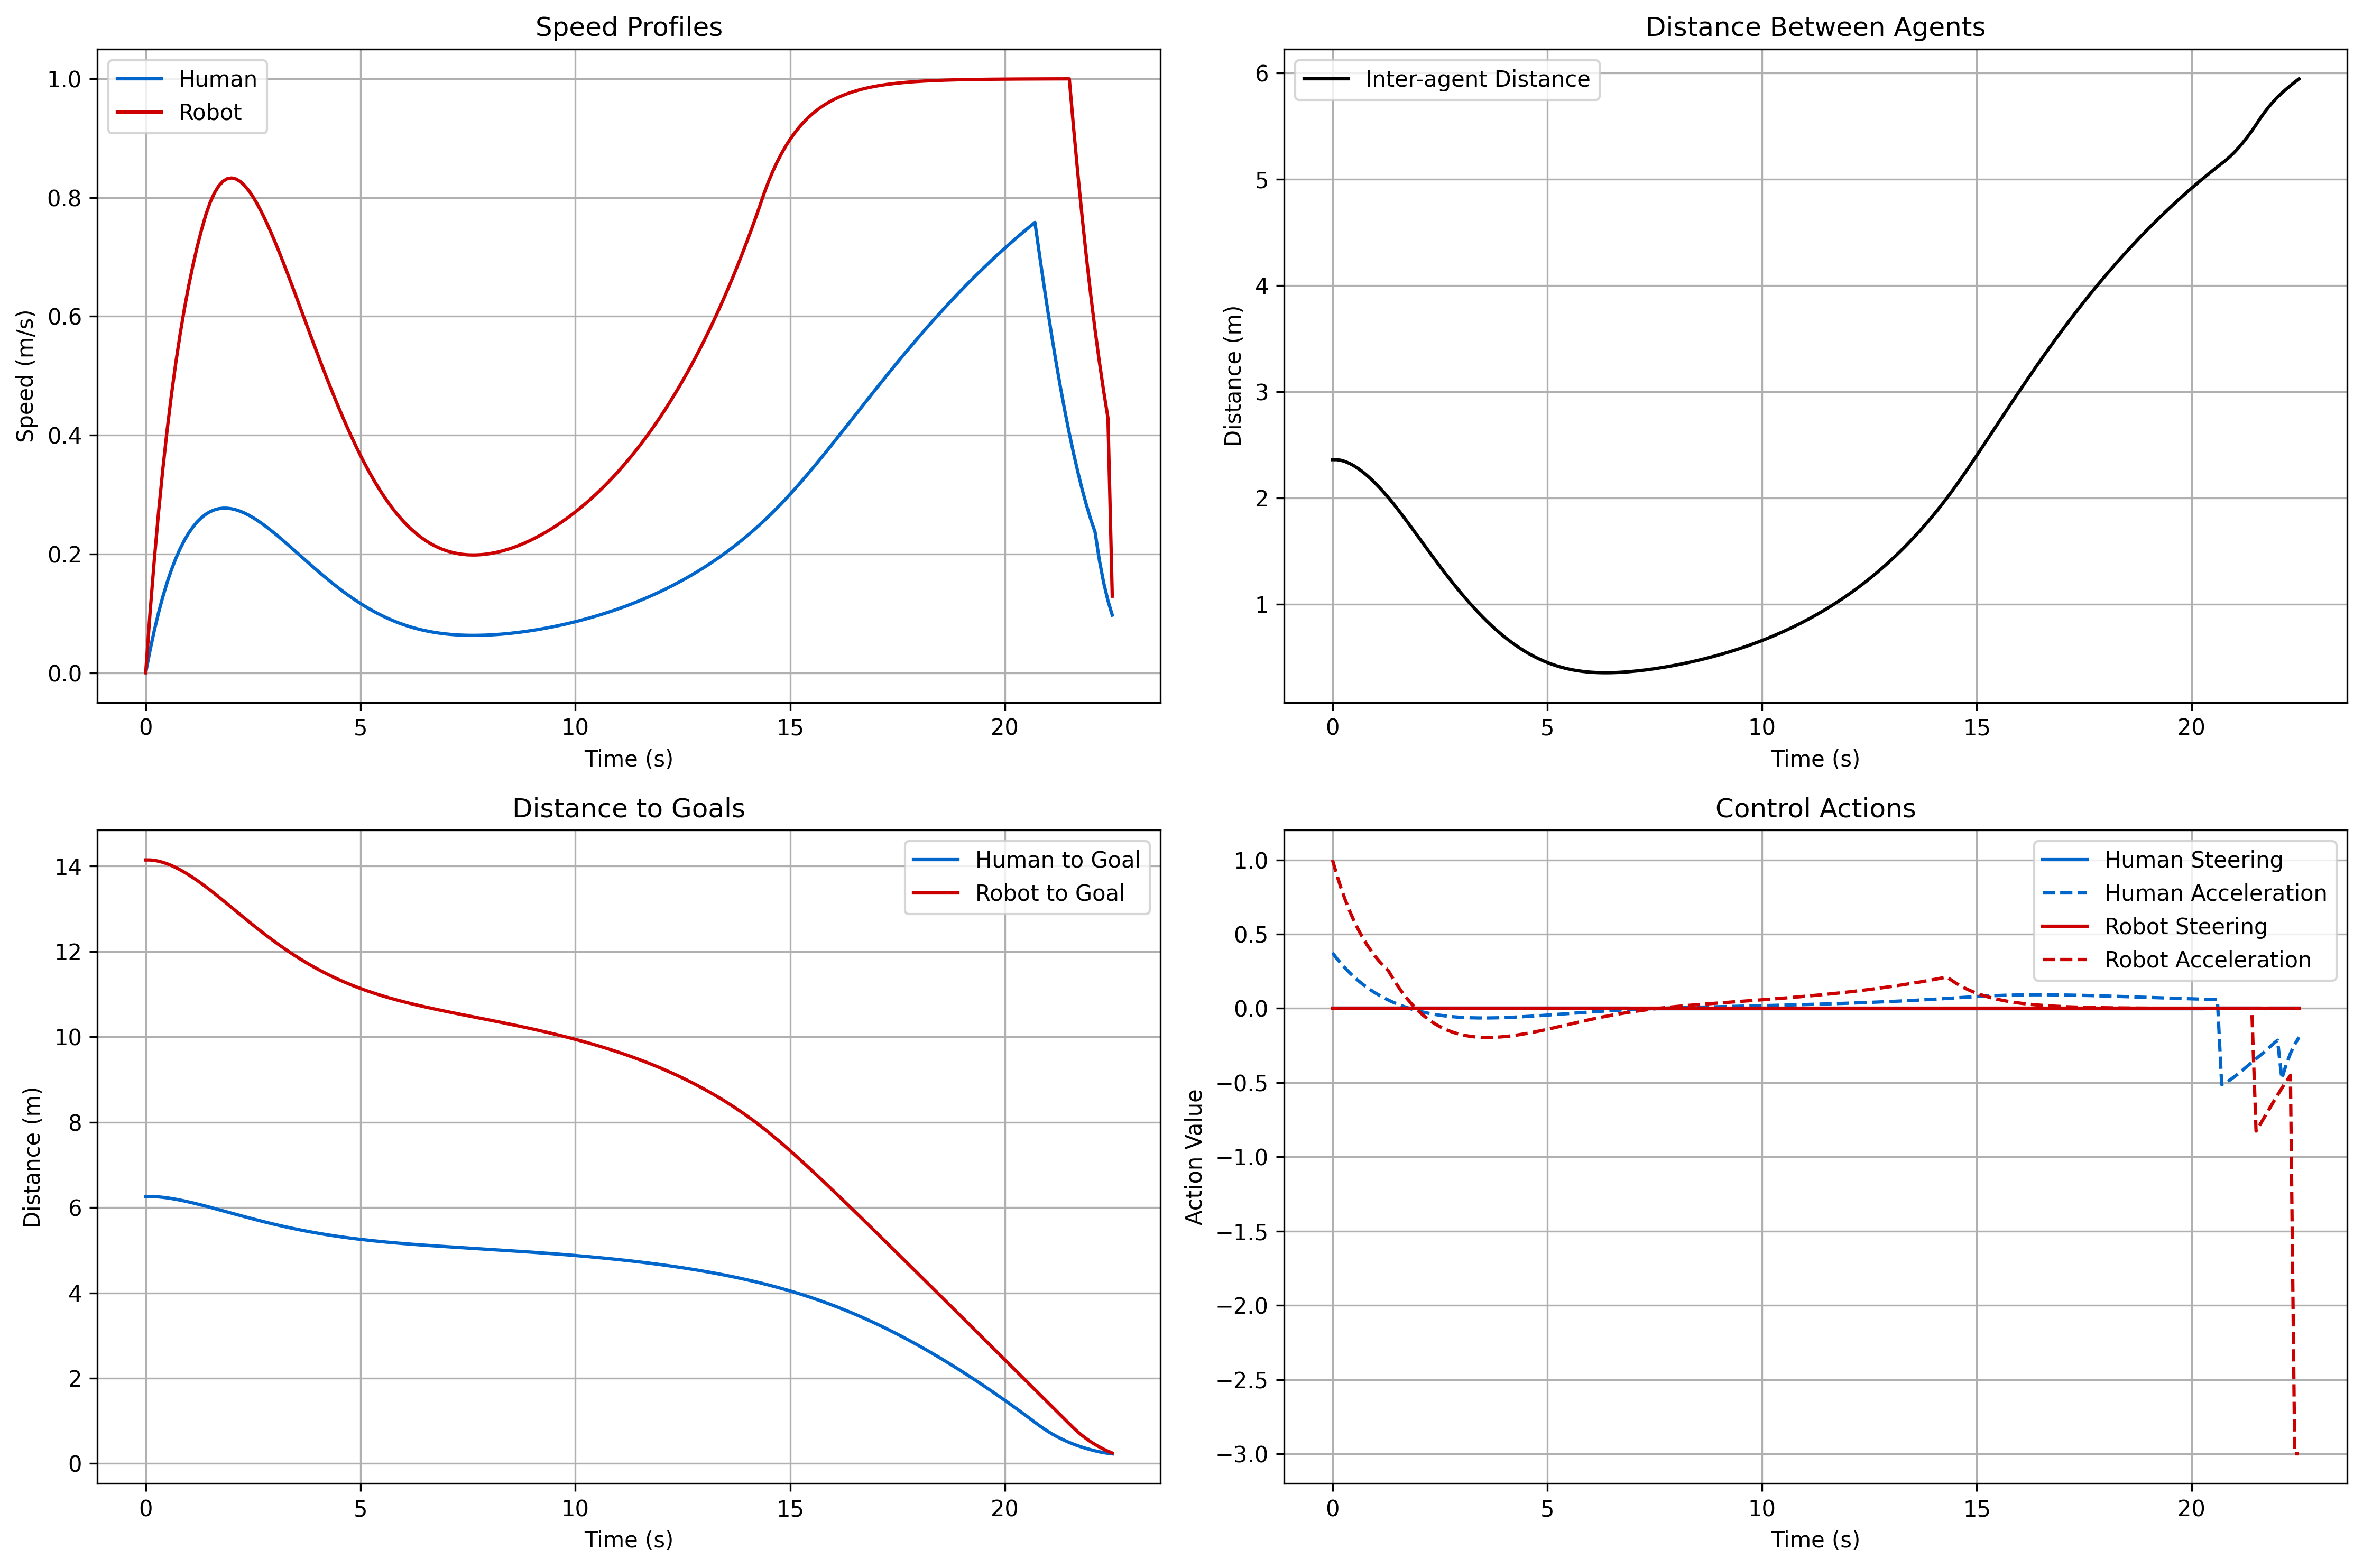 Speed Profiles
Human
Robot
1.0
0.8
0.6
0.4
0.2
0.0
Speed (m/s)
0 5 10 15 20
Time (s)
Distance Between Agents
Inter-agent Distance
6
5
4
3
2
1
Distance (m)
0 5 10 15 20
Time (s)
Distance to Goals
Human to Goal
Robot to Goal
14
12
10
8
6
4
2
0
Distance (m)
0 5 10 15 20
Time (s)
Control Actions
Human Steering
Human Acceleration
Robot Steering
Robot Acceleration
1.0
0.5
0.0
−0.5
−1.0
−1.5
−2.0
−2.5
−3.0
Action Value
0 5 10 15 20
Time (s)